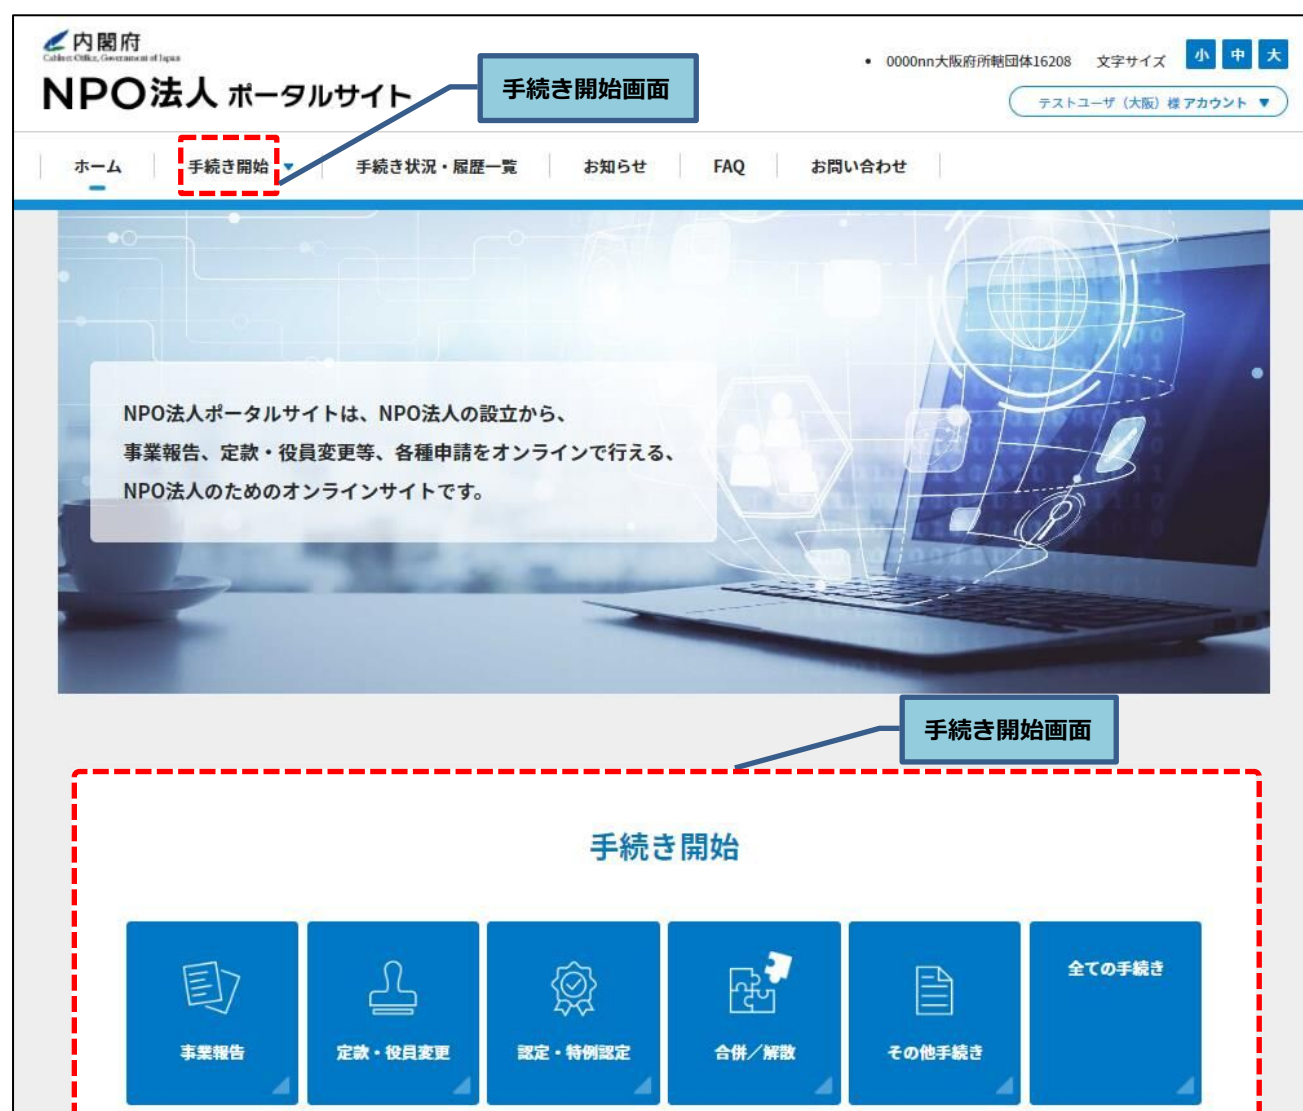 内閣府
Cabinet Office, Government of Japan
NPO法人 ポータルサイト
手続き開始画面
• 0000nn大阪府所轄団体16208 文字サイズ 小 中 大
テストユーザ（大阪）様 アカウント ▼
ホーム 手続き開始 ▼ 手続き状況・履歴一覧 お知らせ FAQ お問い合わせ
NPO法人ポータルサイトは、NPO法人の設立から、
事業報告、定款・役員変更等、各種申請をオンラインで行える、
NPO法人のためのオンラインサイトです。
手続き開始画面
手続き開始
事業報告 定款・役員変更 認定・特例認定 合併／解散 その他手続き 全ての手続き